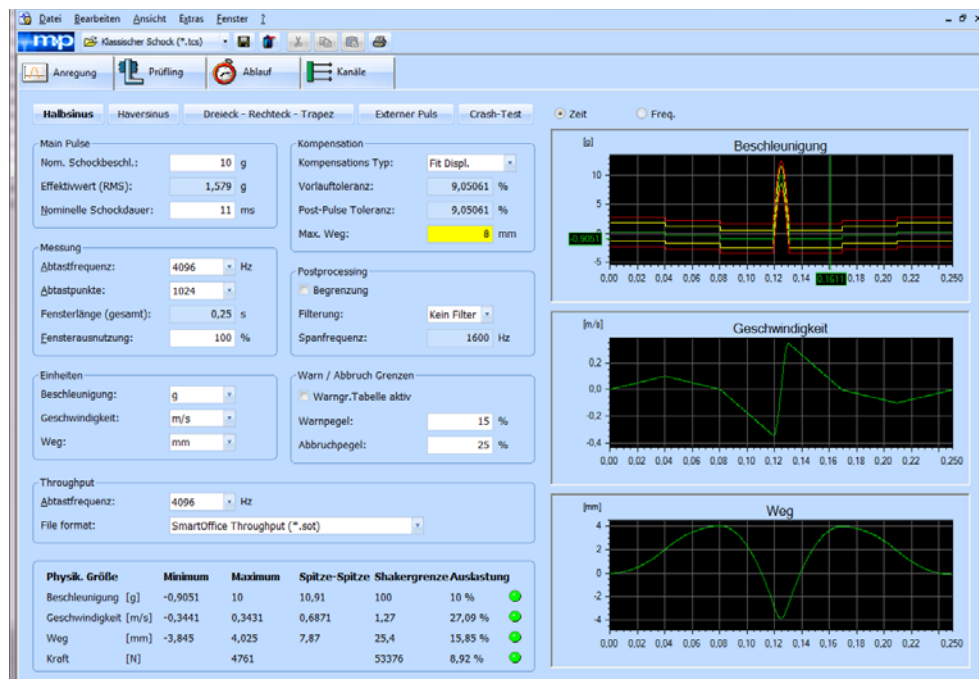 Datei Bearbeiten Ansicht Extras Fenster ?
mp Klassischer Schock (*.tcs)
Anregung Prüfling Ablauf Kanäle
Halbsinus Haversinus Dreieck - Rechteck - Trapez Externer Puls Crash-Test
Main Pulse
Nom. Schockbeschl.: 10 g
Effektivwert (RMS): 1,579 g
Nominelle Schockdauer: 11 ms
Messung
Abtastfrequenz: 4096 Hz
Abtastpunkte: 1024
Fensterlänge (gesamt): 0,25 s
Fensterausnutzung: 100 %
Einheiten
Beschleunigung: g
Geschwindigkeit: m/s
Weg: mm
Kompensation
Kompensations Typ: Fit Displ.
Vorlauftoleranz: 9,05061 %
Post-Pulse Toleranz: 9,05061 %
Max. Weg: 8 mm
Postprocessing
Begrenzung
Filterung: Kein Filter
Spanfrequenz: 1600 Hz
Warn / Abbruch Grenzen
Warngr.Tabelle aktiv
Warnpegel: 15 %
Abbruchpegel: 25 %
Throughput
Abtastfrequenz: 4096 Hz
File format: SmartOffice Throughput (*.sot)
Physik. Größe Minimum Maximum Spitze-Spitze Shakergrenze Auslastung
Beschleunigung [g] -0,9051 10 10,91 100 10 %
Geschwindigkeit [m/s] -0,3441 0,3431 0,6871 1,27 27,09 %
Weg [mm] -3,845 4,025 7,87 25,4 15,85 %
Kraft [N] 4761 53376 8,92 %
Zeit Freq.
[g] Beschleunigung
10
5
0
-0.9051
-5
0,00 0,02 0,04 0,06 0,08 0,10 0,12 0,14 0.1611 0,18 0,20 0,22 0,250
[m/s] Geschwindigkeit
0,2
0,0
-0,2
-0,4
0,00 0,02 0,04 0,06 0,08 0,10 0,12 0,14 0,16 0,18 0,20 0,22 0,250
[mm] Weg
4
2
0
-2
-4
0,00 0,02 0,04 0,06 0,08 0,10 0,12 0,14 0,16 0,18 0,20 0,22 0,250